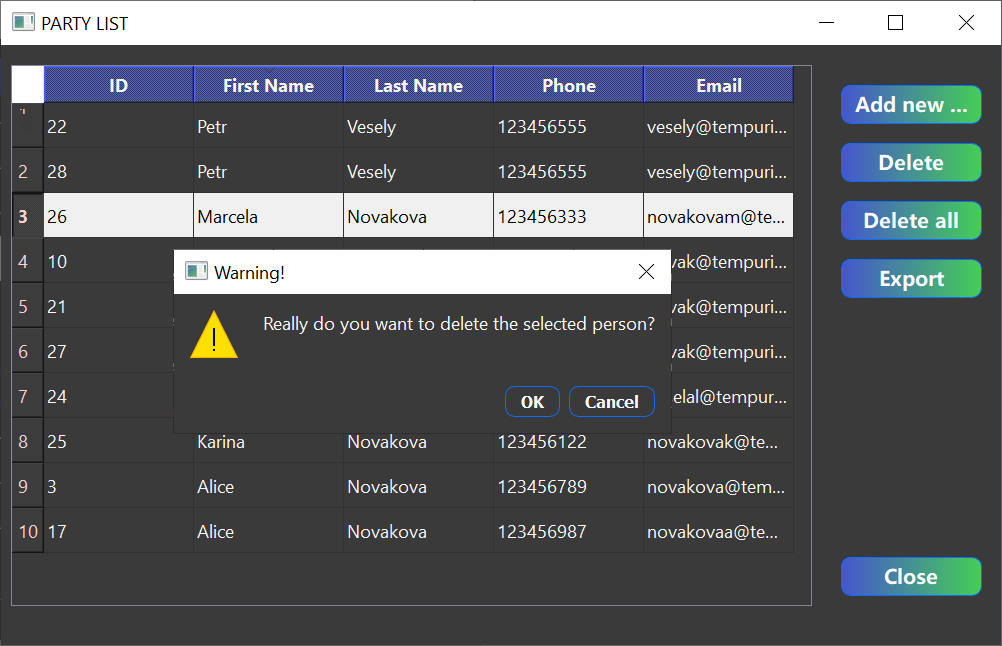 PARTY LIST
ID First Name Last Name Phone Email
1 22 Petr Vesely 123456555 vesely@tempuri...
2 28 Petr Vesely 123456555 vesely@tempuri...
3 26 Marcela Novakova 123456333 novakovam@te...
4 10 vak@tempuri...
5 21 vak@tempuri...
6 27 vak@tempuri...
7 24 elal@tempur...
8 25 Karina Novakova 123456122 novakovak@te...
9 3 Alice Novakova 123456789 novakova@tem...
10 17 Alice Novakova 123456987 novakovaa@te...
Warning!
Really do you want to delete the selected person?
OK Cancel
Add new ...
Delete
Delete all
Export
Close